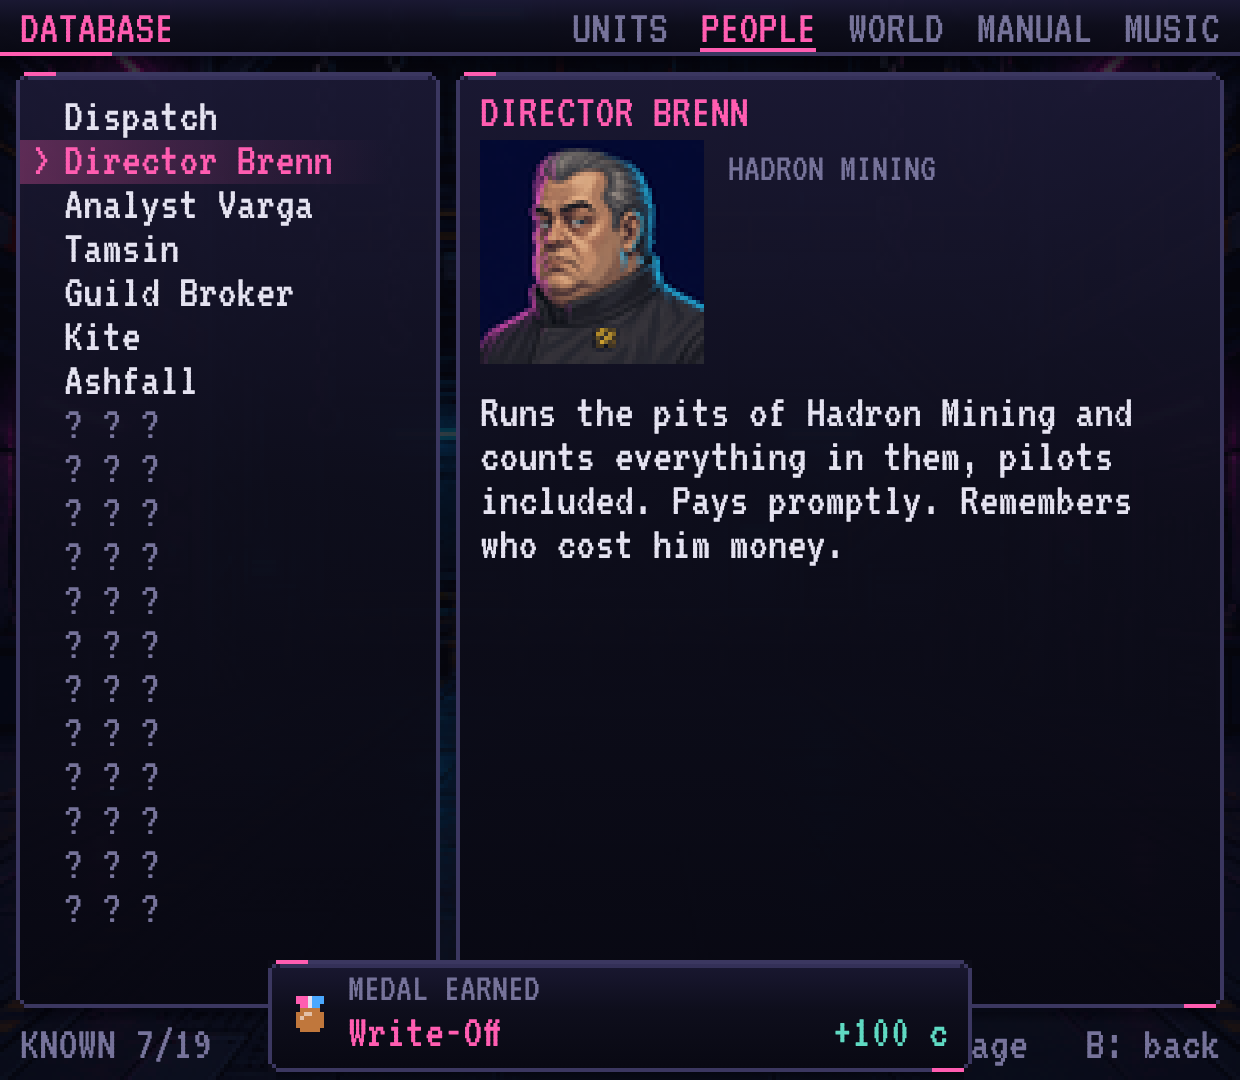 DATABASE
UNITS PEOPLE WORLD MANUAL MUSIC
Dispatch
> Director Brenn
Analyst Varga
Tamsin
Guild Broker
Kite
Ashfall
? ? ?
? ? ?
? ? ?
? ? ?
? ? ?
? ? ?
? ? ?
? ? ?
? ? ?
? ? ?
? ? ?
? ? ?
DIRECTOR BRENN
HADRON MINING
Runs the pits of Hadron Mining and
counts everything in them, pilots
included. Pays promptly. Remembers
who cost him money.
MEDAL EARNED
Write-Off +100 c
KNOWN 7/19
B: back